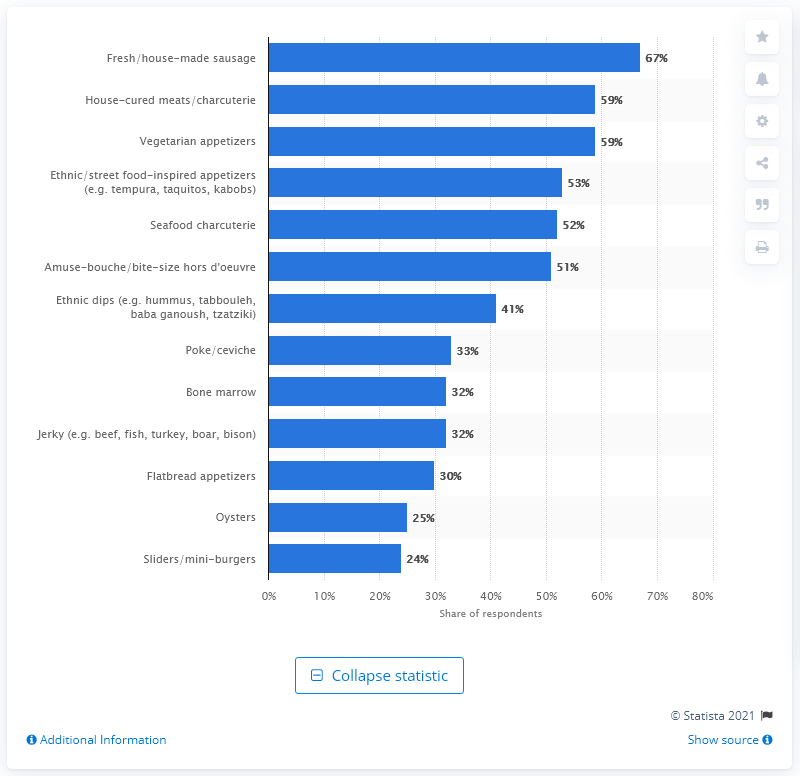 Fresh/house-made sausage 67%
House-cured meats/charcuterie 59%
Vegetarian appetizers 59%
Ethnic/street food-inspired appetizers
(e.g. tempura, taquitos, kabobs) 53%
Seafood charcuterie 52%
Amuse-bouche/bite-size hors d'oeuvre 51%
Ethnic dips (e.g. hummus, tabbouleh,
baba ganoush, tzatziki) 41%
Poke/ceviche 33%
Bone marrow 32%
Jerky (e.g. beef, fish, turkey, boar, bison) 32%
Flatbread appetizers 30%
Oysters 25%
Sliders/mini-burgers 24%
0% 10% 20% 30% 40% 50% 60% 70% 80%
Share of respondents
Collapse statistic
© Statista 2021
Additional Information Show source